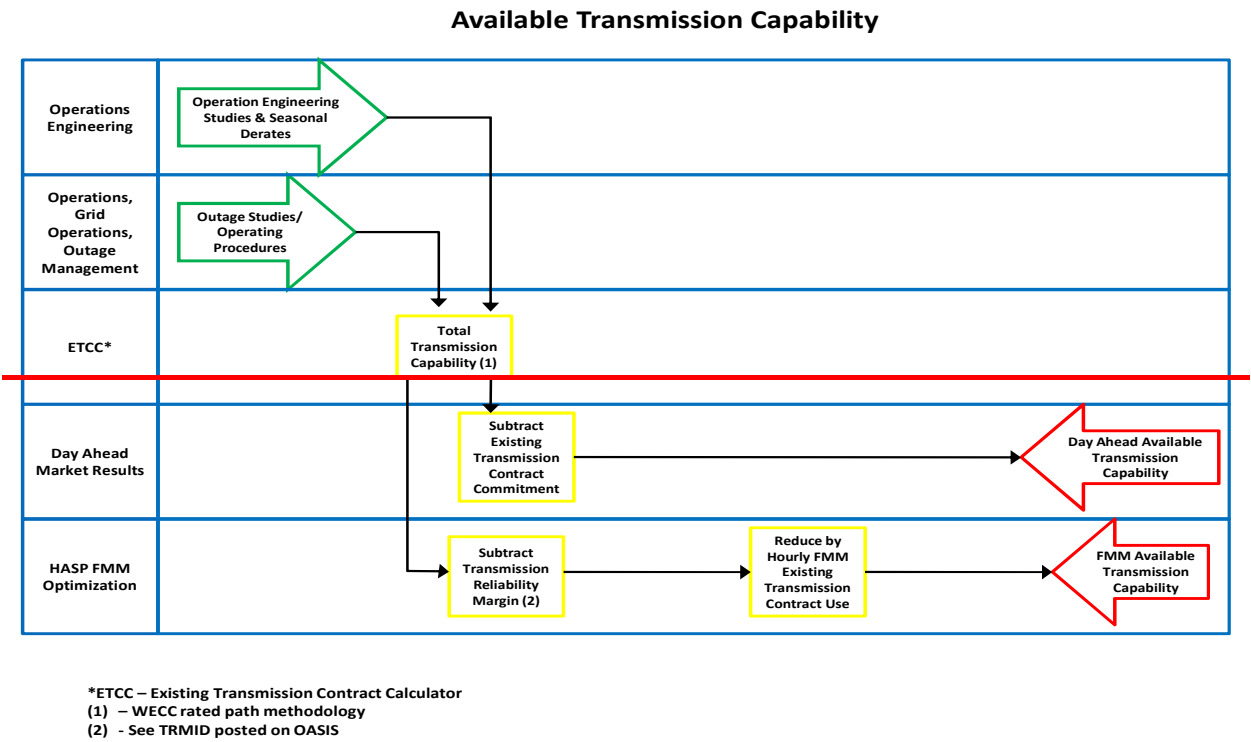 Available Transmission Capability
Operations
Engineering
Operation Engineering
Studies & Seasonal
Derates
Operations,
Grid
Operations,
Outage
Management
Outage Studies/
Operating
Procedures
ETCC*
Total
Transmission
Capability (1)
Day Ahead
Market Results
Subtract
Existing
Transmission
Contract
Commitment
Day Ahead Available
Transmission
Capability
HASP FMM
Optimization
Subtract
Transmission
Reliability
Margin (2)
Reduce by
Hourly FMM
Existing
Transmission
Contract Use
FMM Available
Transmission
Capability
*ETCC – Existing Transmission Contract Calculator
(1) – WECC rated path methodology
(2) - See TRMID posted on OASIS